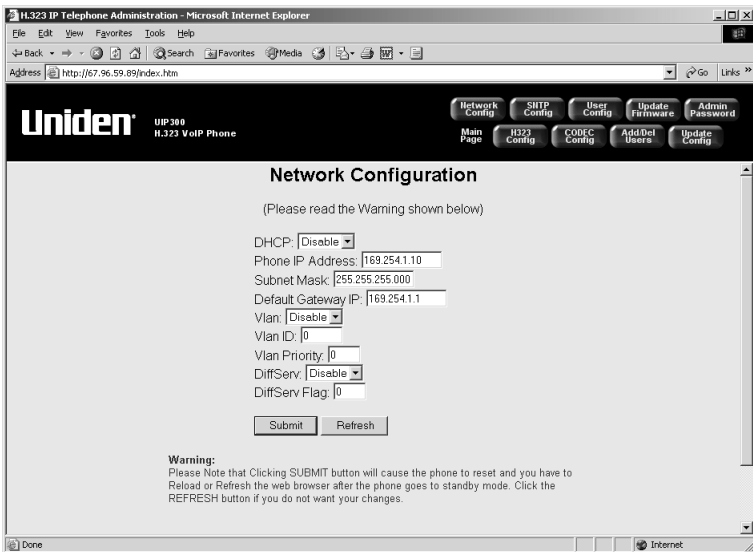 H.323 IP Telephone Administration - Microsoft Internet Explorer
File Edit View Favorites Tools Help
Back Search Favorites Media
Address http://67.96.59.89/index.htm Go Links »
Uniden®
UIP300
H.323 VoIP Phone
Network Config
SNTP Config
User Config
Update Firmware
Admin Password
Main Page
H323 Config
CODEC Config
Add/Del Users
Update Config
Network Configuration
(Please read the Warning shown below)
DHCP: Disable
Phone IP Address: 169.254.1.10
Subnet Mask: 255.255.255.000
Default Gateway IP: 169.254.1.1
Vlan: Disable
Vlan ID: 0
Vlan Priority: 0
DiffServ: Disable
DiffServ Flag: 0
Submit Refresh
Warning:
Please Note that Clicking SUBMIT button will cause the phone to reset and you have to
Reload or Refresh the web browser after the phone goes to standby mode. Click the
REFRESH button if you do not want your changes.
Done Internet